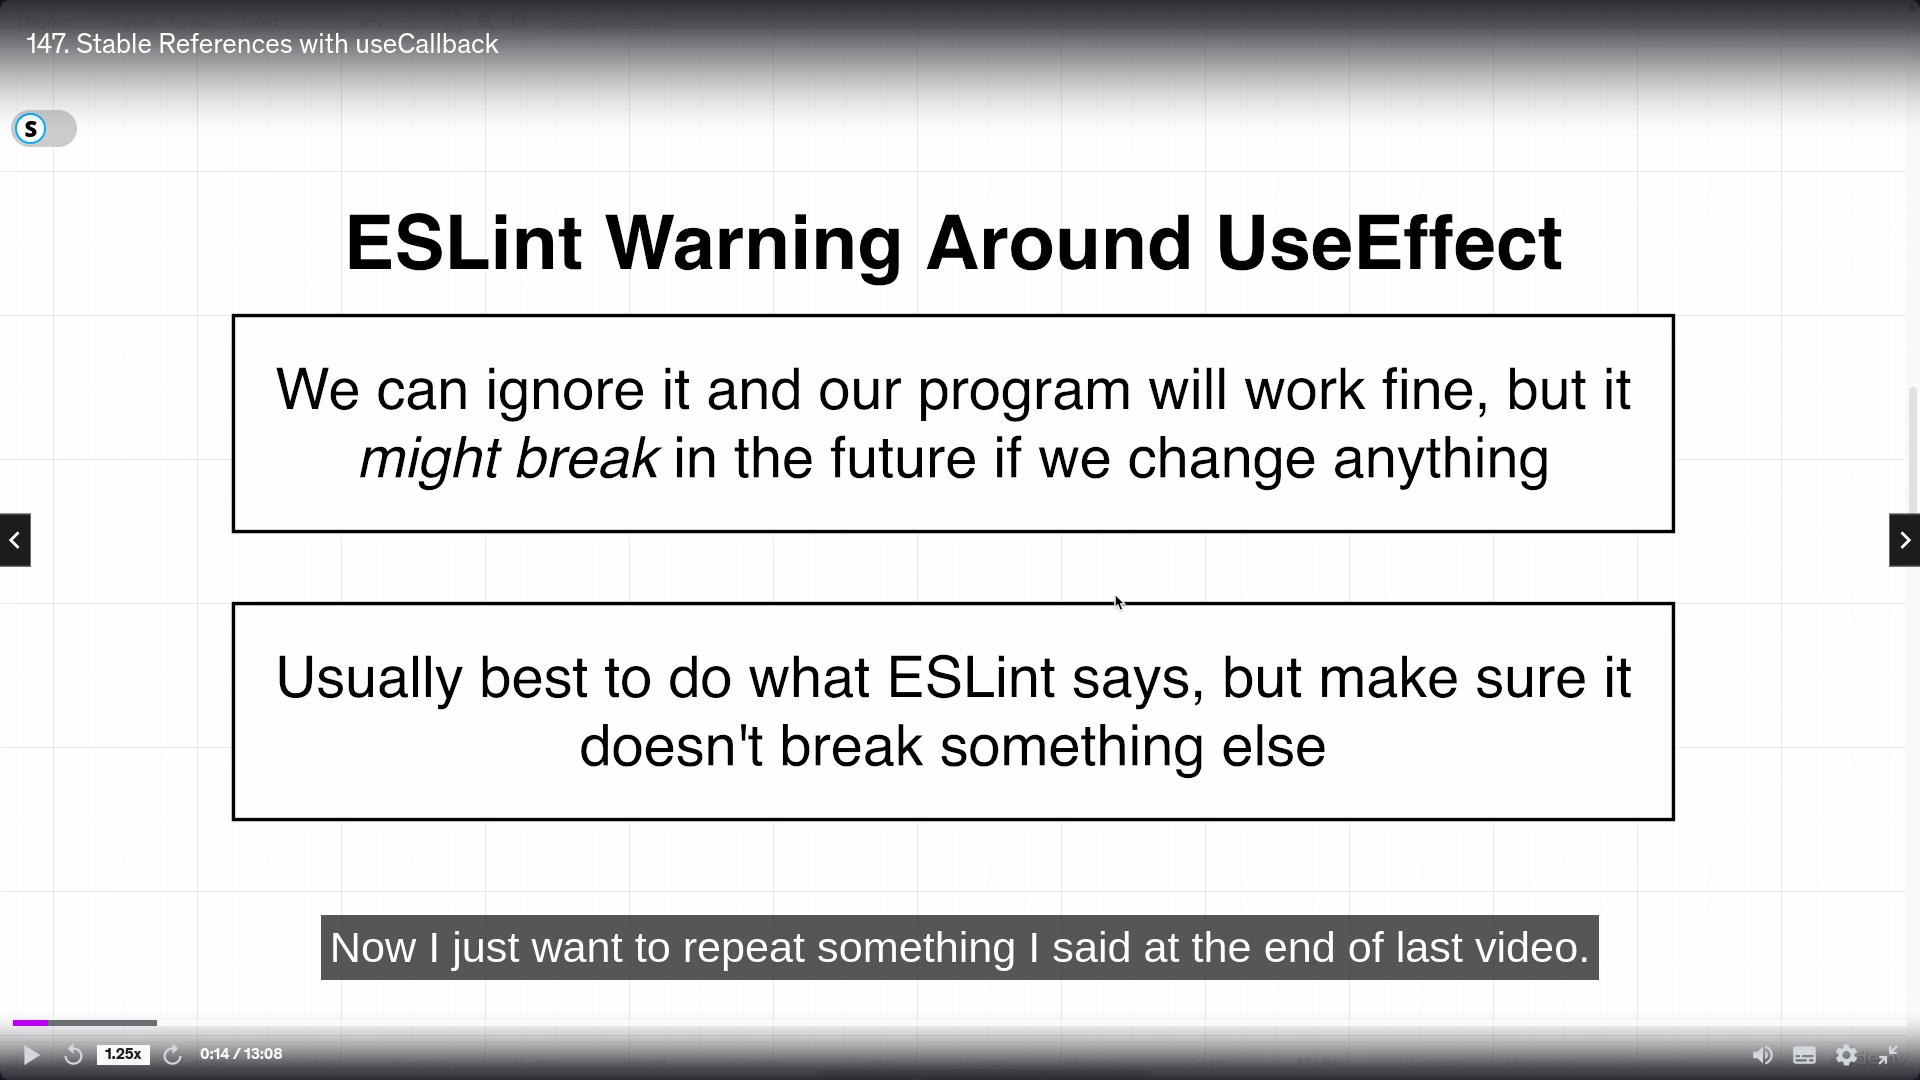 147. Stable References with useCallback
S
ESLint Warning Around UseEffect
We can ignore it and our program will work fine, but it
might break in the future if we change anything
Usually best to do what ESLint says, but make sure it
doesn't break something else
Now I just want to repeat something I said at the end of last video.
1.25x
0:14 / 13:08